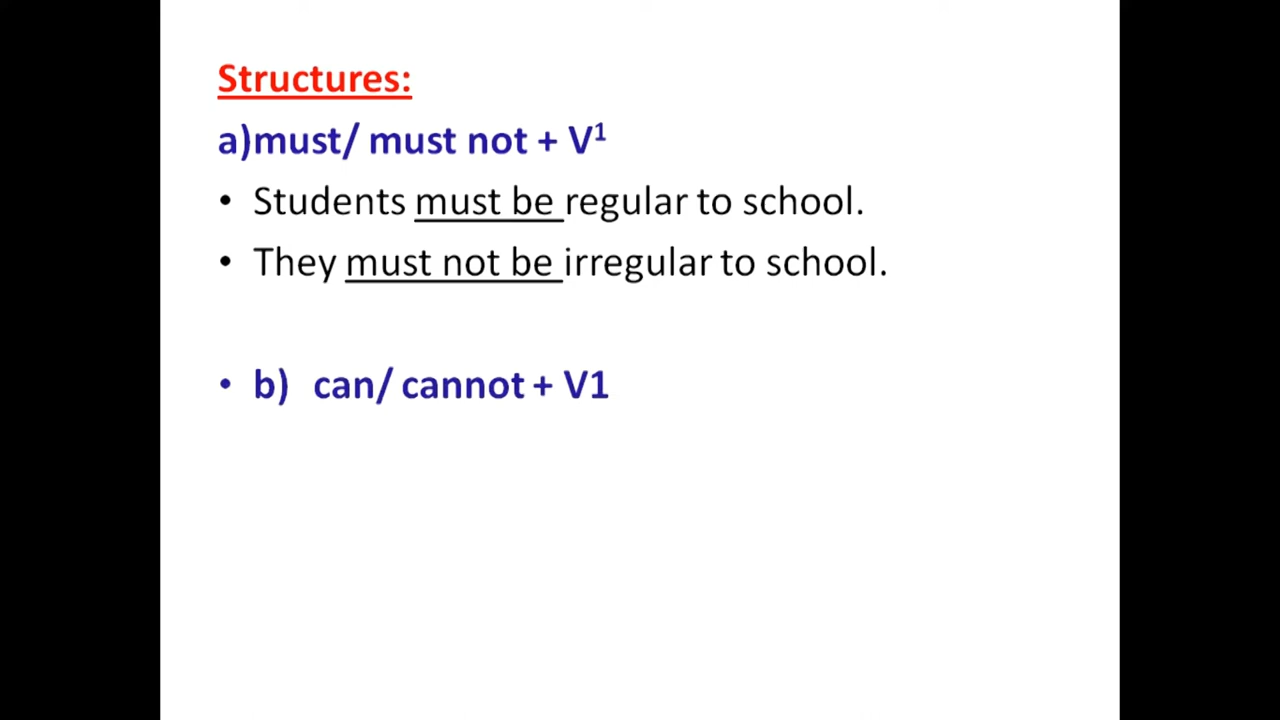 Structures:
a)must/ must not + V¹
• Students must be regular to school.
• They must not be irregular to school.
• b) can/ cannot + V1